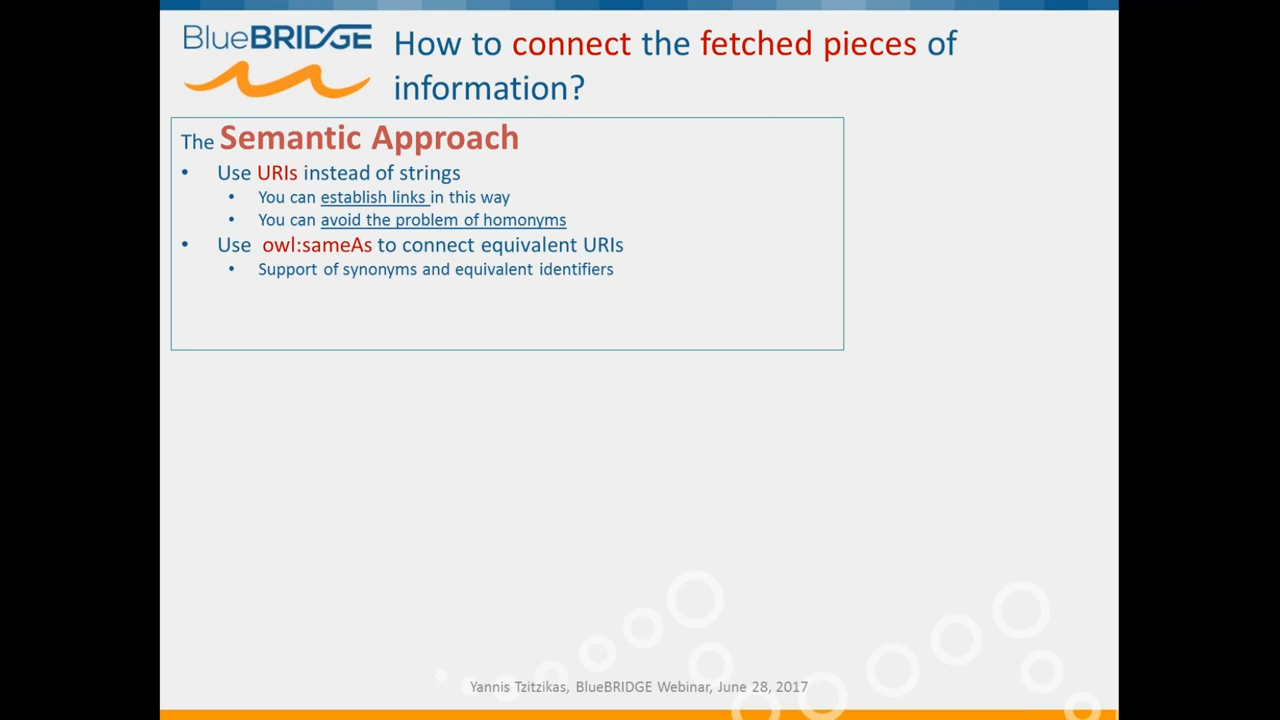 BlueBRIDGE
How to connect the fetched pieces of
information?
The Semantic Approach
• Use URIs instead of strings
• You can establish links in this way
• You can avoid the problem of homonyms
• Use owl:sameAs to connect equivalent URIs
• Support of synonyms and equivalent identifiers
Yannis Tzitzikas, BlueBRIDGE Webinar, June 28, 2017